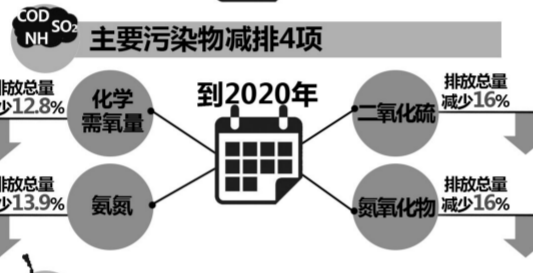 COD
SO₂
NH
主要污染物减排4项
到2020年
排放总量
少12.8%
化学
需氧量
二氧化硫
排放总量
减少16%
排放总量
少13.9%
氨氮
氮氧化物
排放总量
减少16%